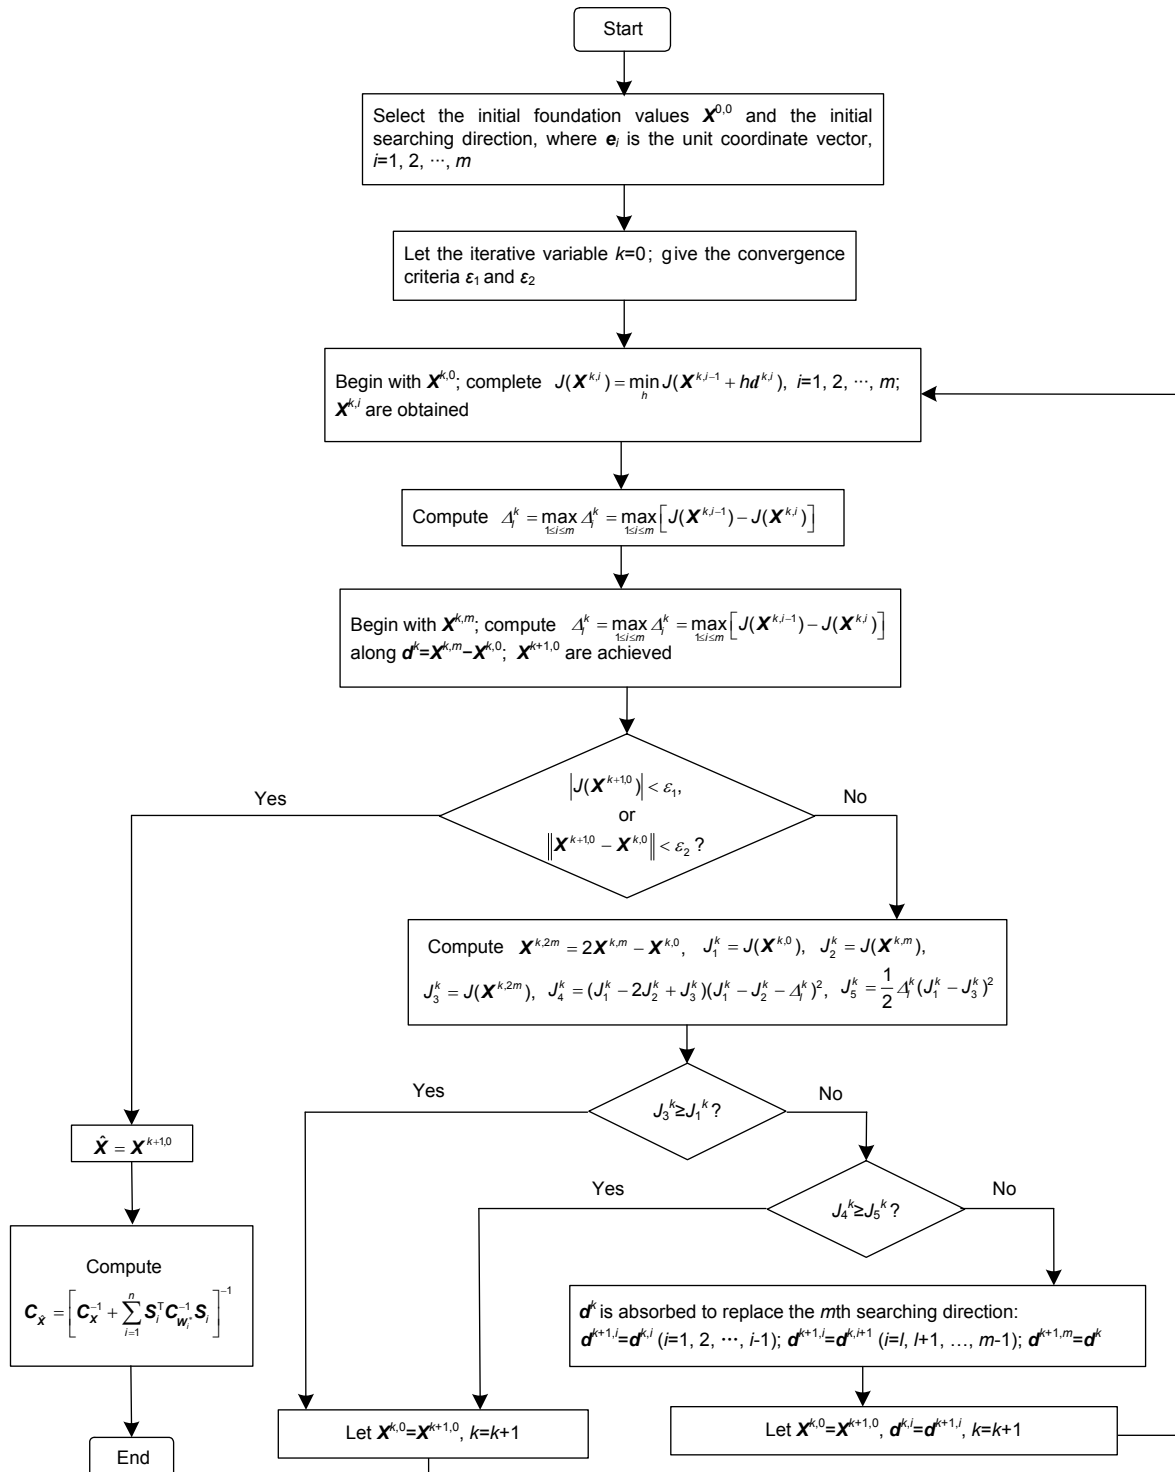 Start
Select the initial foundation values X^{0,0} and the initial
searching direction, where e_i is the unit coordinate vector,
i=1, 2, ···, m
Let the iterative variable k=0; give the convergence
criteria ε_1 and ε_2
Begin with X^{k,0}; complete J(X^{k,i}) = min_h J(X^{k,i-1} + hd^{k,i}), i=1, 2, ···, m;
X^{k,i} are obtained
Compute Δ_l^k = max_{1≤i≤m} Δ_i^k = max_{1≤i≤m} [J(X^{k,i-1}) − J(X^{k,i})]
Begin with X^{k,m}; compute Δ_l^k = max_{1≤i≤m} Δ_i^k = max_{1≤i≤m} [J(X^{k,i-1}) − J(X^{k,i})]
along d^k=X^{k,m}−X^{k,0}; X^{k+1,0} are achieved
|J(X^{k+1,0})| < ε_1,
or
‖X^{k+1,0} − X^{k,0}‖ < ε_2 ?
Yes
No
Compute X^{k,2m} = 2X^{k,m} − X^{k,0}, J_1^k = J(X^{k,0}), J_2^k = J(X^{k,m}),
J_3^k = J(X^{k,2m}), J_4^k = (J_1^k − 2J_2^k + J_3^k)(J_1^k − J_2^k − Δ_l^k)^2, J_5^k = 1/2 Δ_l^k (J_1^k − J_3^k)^2
Yes
No
J_3^k≥J_1^k ?
X̂ = X^{k+1,0}
Yes
No
J_4^k≥J_5^k ?
Compute
C_X̂ = [C_X^{-1} + ∑_{i=1}^n S_i^T C_{W_i^*}^{-1} S_i]^{-1}
d^k is absorbed to replace the mth searching direction:
d^{k+1,i}=d^{k,i} (i=1, 2, ···, i-1); d^{k+1,i}=d^{k,i+1} (i=l, l+1, …, m-1); d^{k+1,m}=d^k
Let X^{k,0}=X^{k+1,0}, k=k+1
Let X^{k,0}=X^{k+1,0}, d^{k,i}=d^{k+1,i}, k=k+1
End